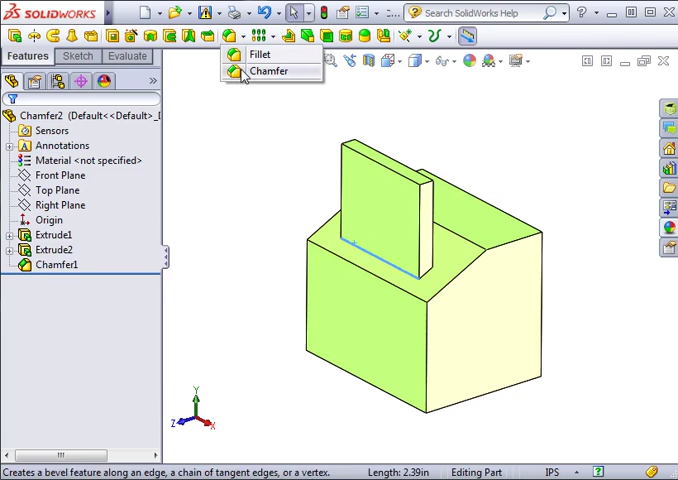 SOLIDWORKS
Search SolidWorks Help
Fillet
Chamfer
Features
Sketch
Evaluate
Chamfer2 (Default<<Default>_D
Sensors
Annotations
Material <not specified>
Front Plane
Top Plane
Right Plane
Origin
Extrude1
Extrude2
Chamfer1
Y
Z
X
Creates a bevel feature along an edge, a chain of tangent edges, or a vertex.
Length: 2.39in
Editing Part
IPS